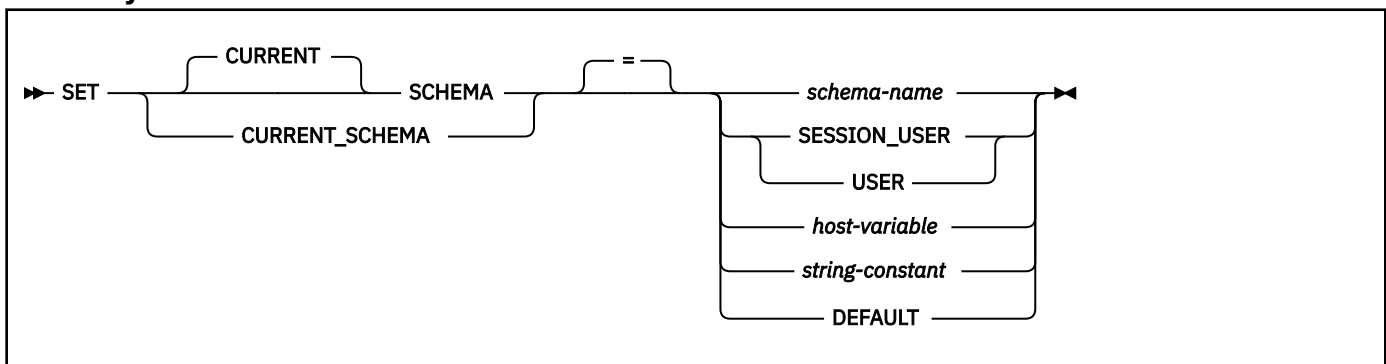 CURRENT
=
SET
SCHEMA
schema-name
CURRENT_SCHEMA
SESSION_USER
USER
host-variable
string-constant
DEFAULT